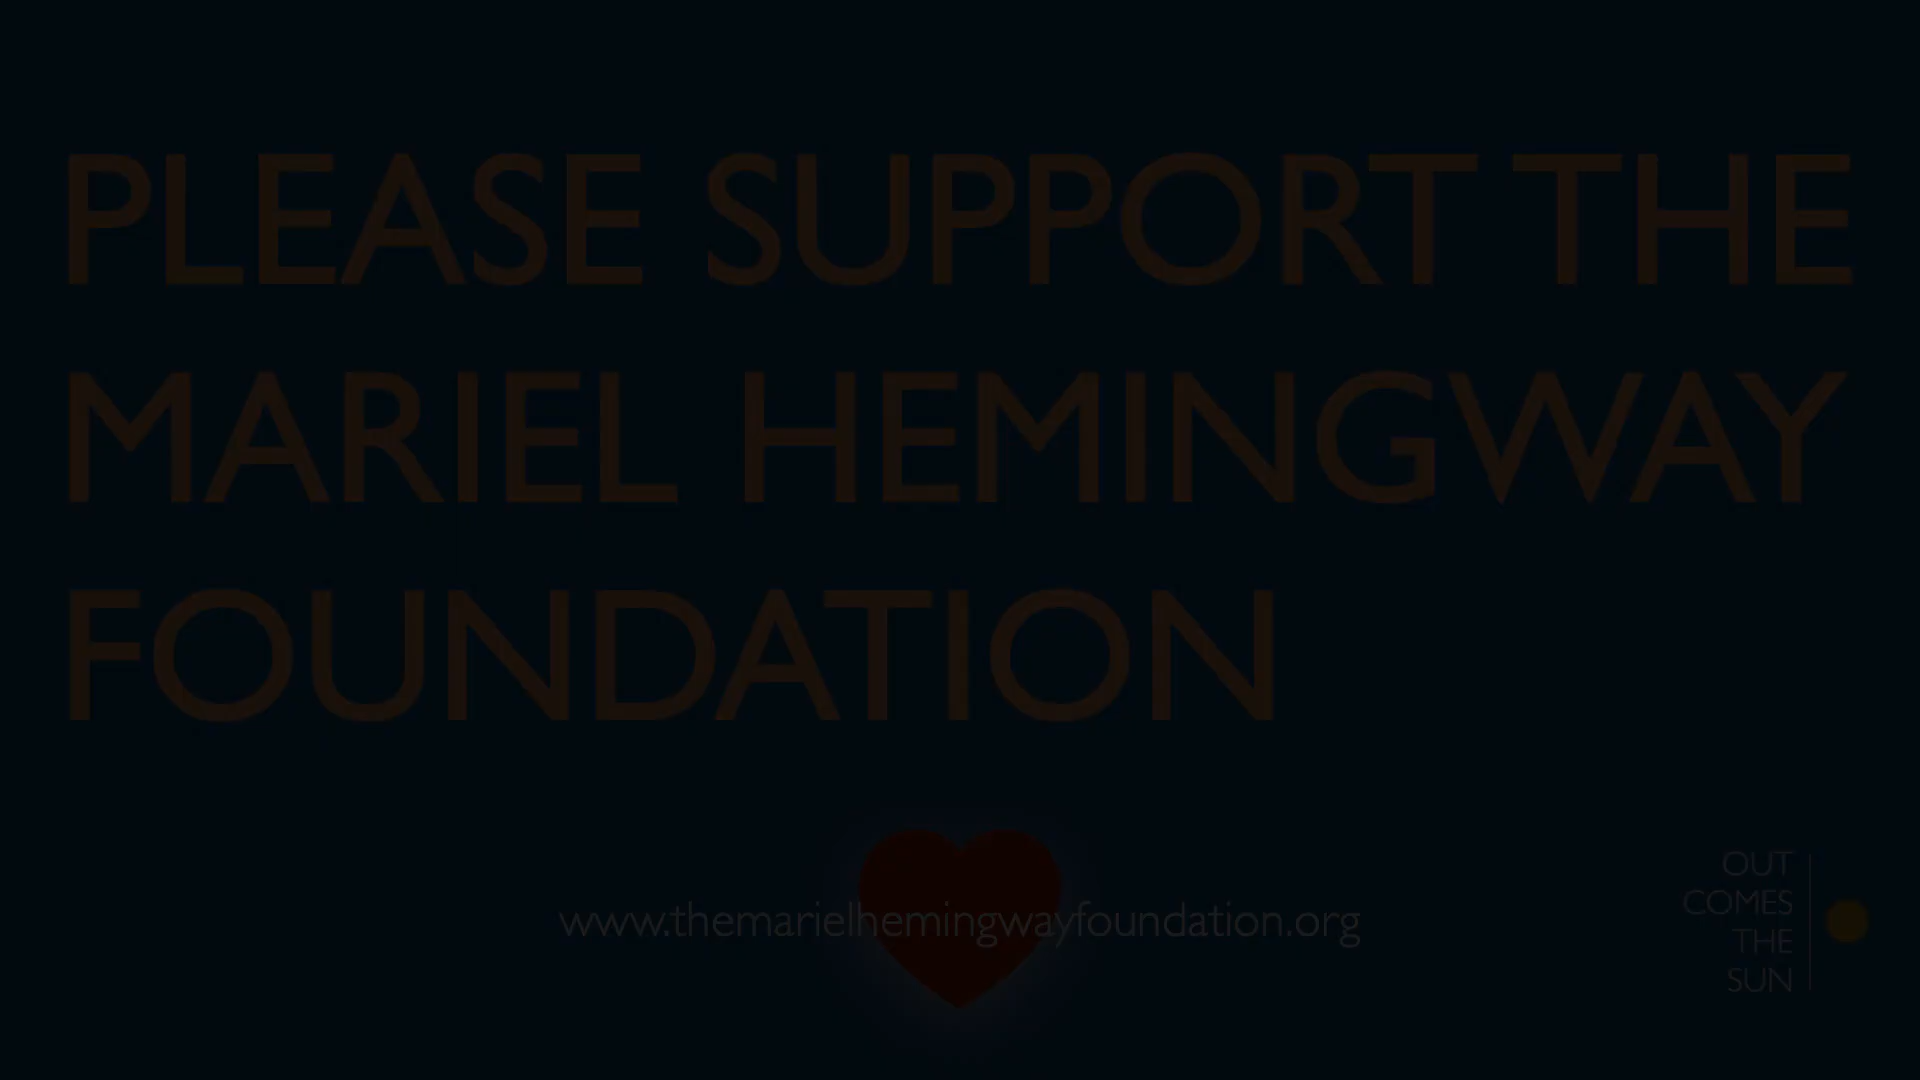 PLEASE SUPPORT THE
MARIEL HEMINGWAY
FOUNDATION
www.themarielhemingwayfoundation.org
OUT
COMES
THE
SUN